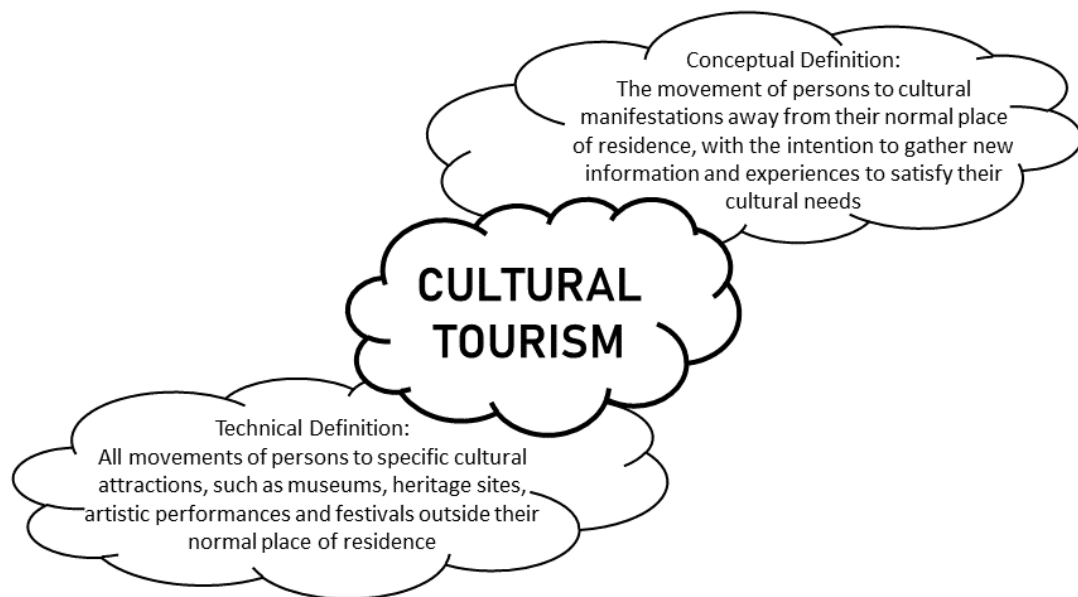 Conceptual Definition:
The movement of persons to cultural
manifestations away from their normal place
of residence, with the intention to gather new
information and experiences to satisfy their
cultural needs
CULTURAL
TOURISM
Technical Definition:
All movements of persons to specific cultural
attractions, such as museums, heritage sites,
artistic performances and festivals outside their
normal place of residence